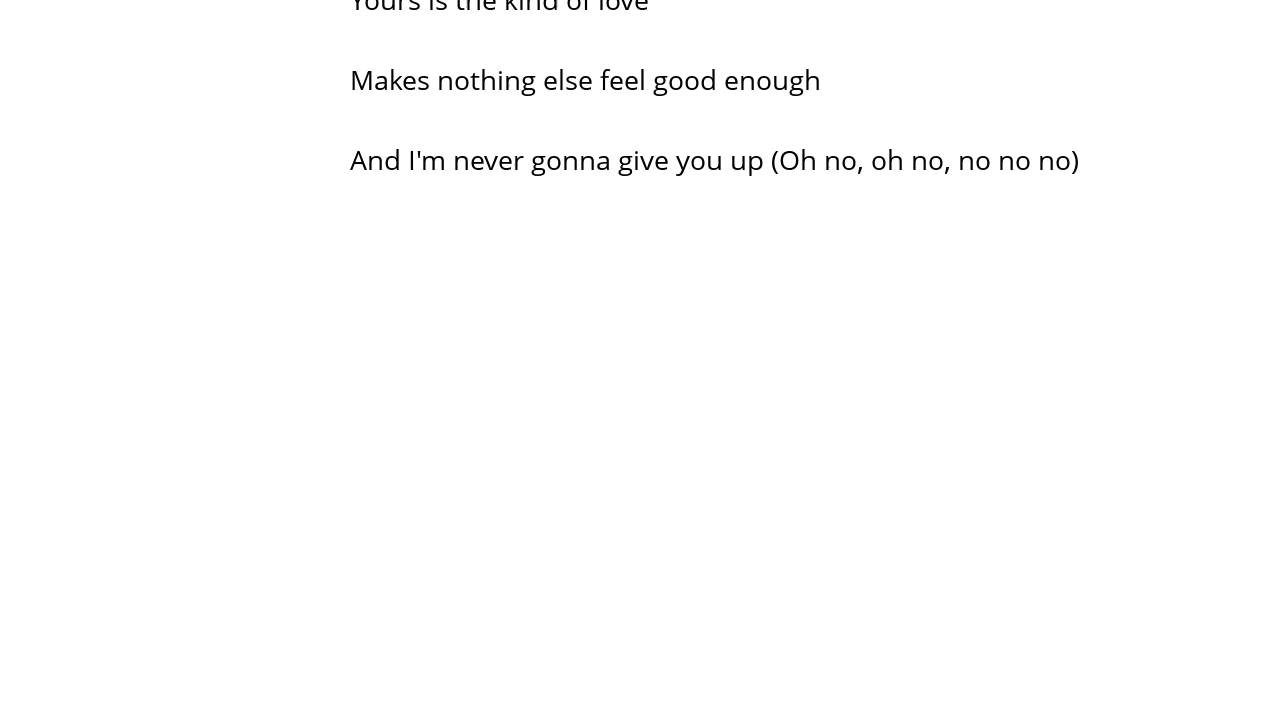 Yours is the kind of love
Makes nothing else feel good enough
And I'm never gonna give you up (Oh no, oh no, no no no)